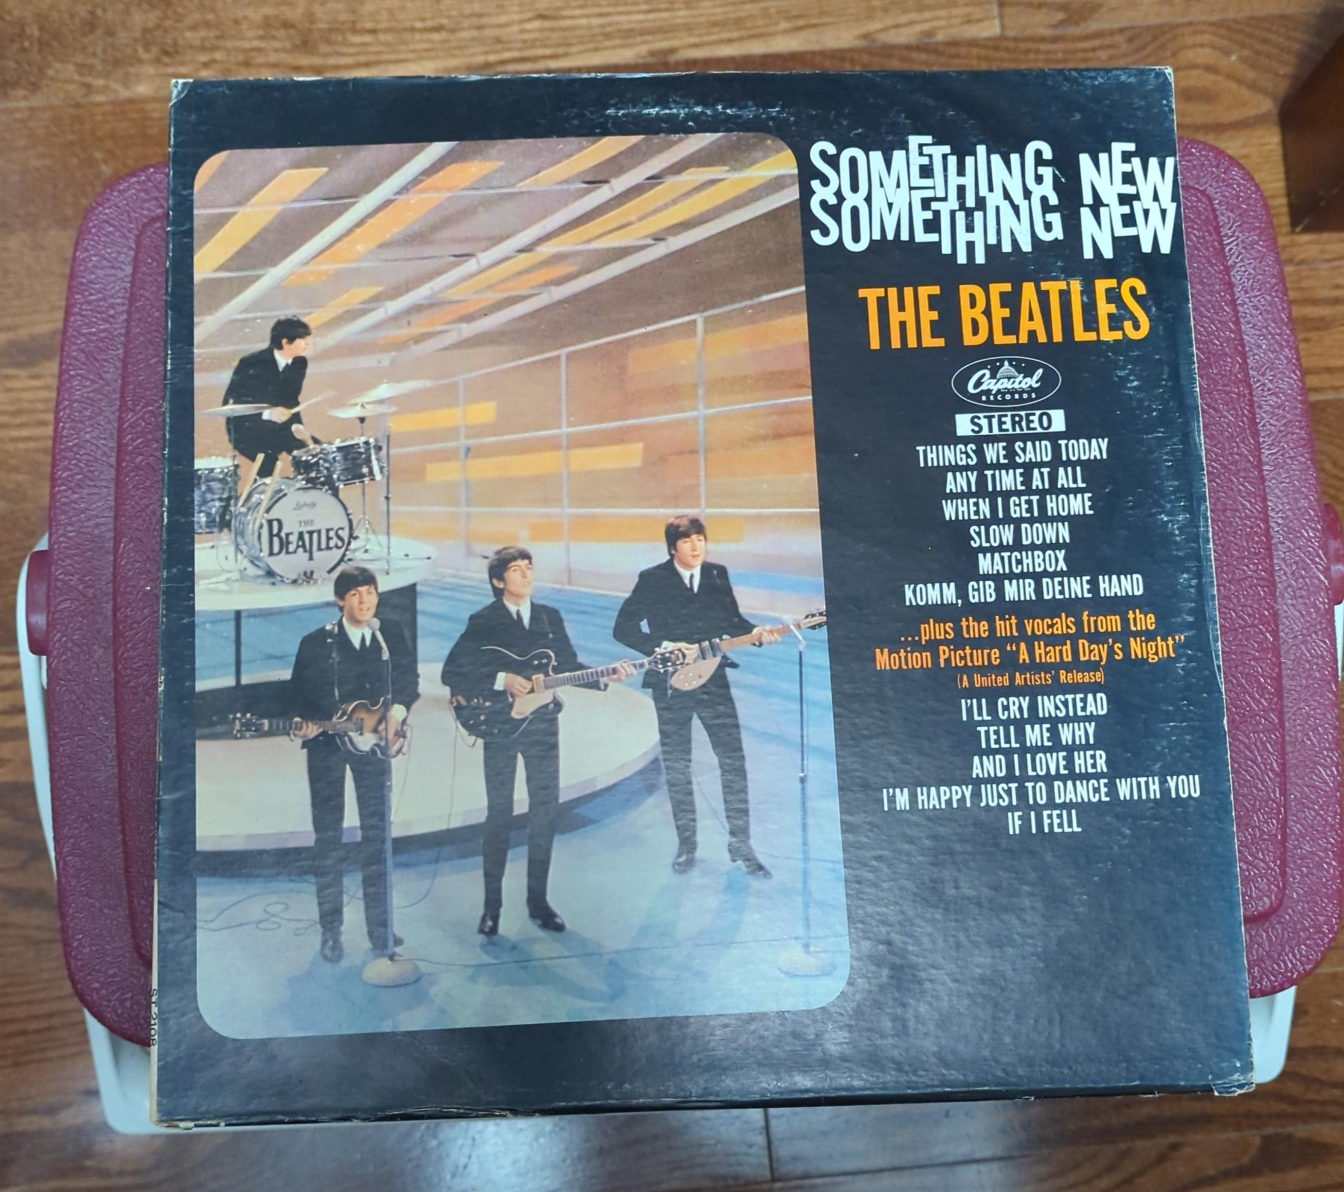 SOMETHING NEW
SOMETHING NEW
THE BEATLES
Capitol
RECORDS
STEREO
THINGS WE SAID TODAY
ANY TIME AT ALL
WHEN I GET HOME
SLOW DOWN
MATCHBOX
KOMM, GIB MIR DEINE HAND
...plus the hit vocals from the
Motion Picture “A Hard Day's Night”
(A United Artists' Release)
I'LL CRY INSTEAD
TELL ME WHY
AND I LOVE HER
I'M HAPPY JUST TO DANCE WITH YOU
IF I FELL
Ludwig
THE
BEATLES
ST 2108